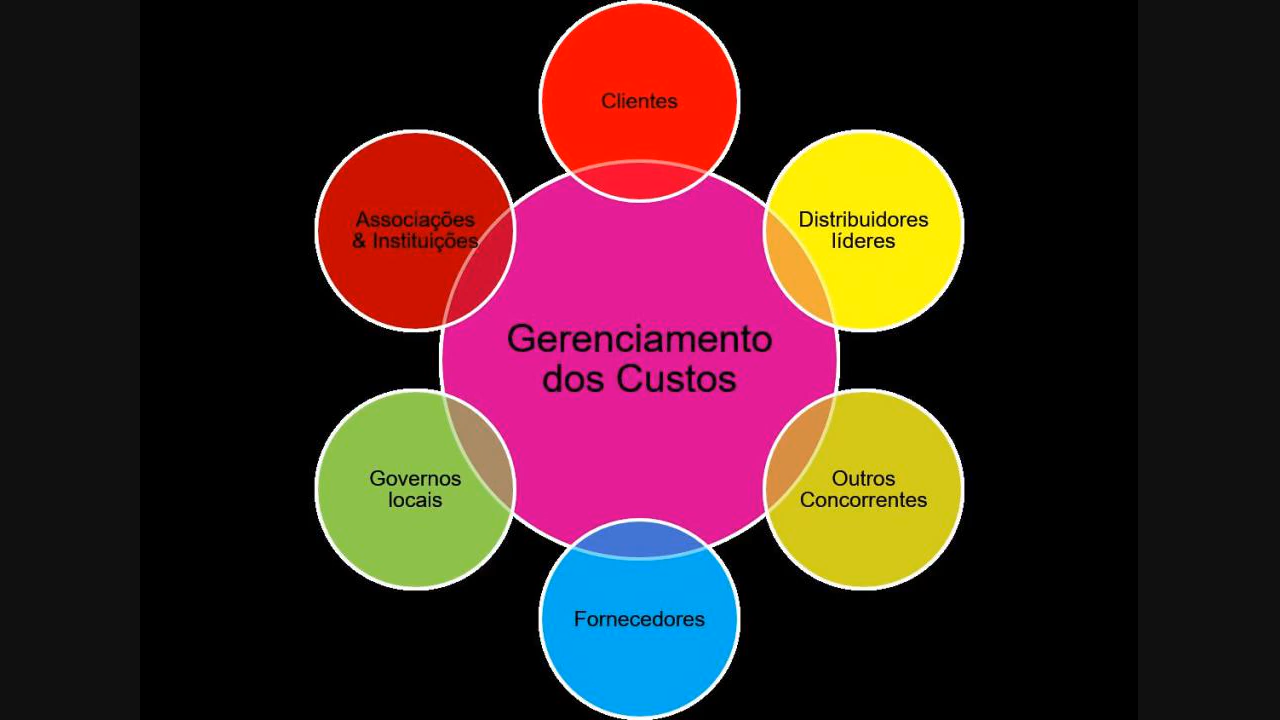 Clientes
Associações
& Instituições
Distribuidores
líderes
Gerenciamento
dos Custos
Governos
locais
Outros
Concorrentes
Fornecedores